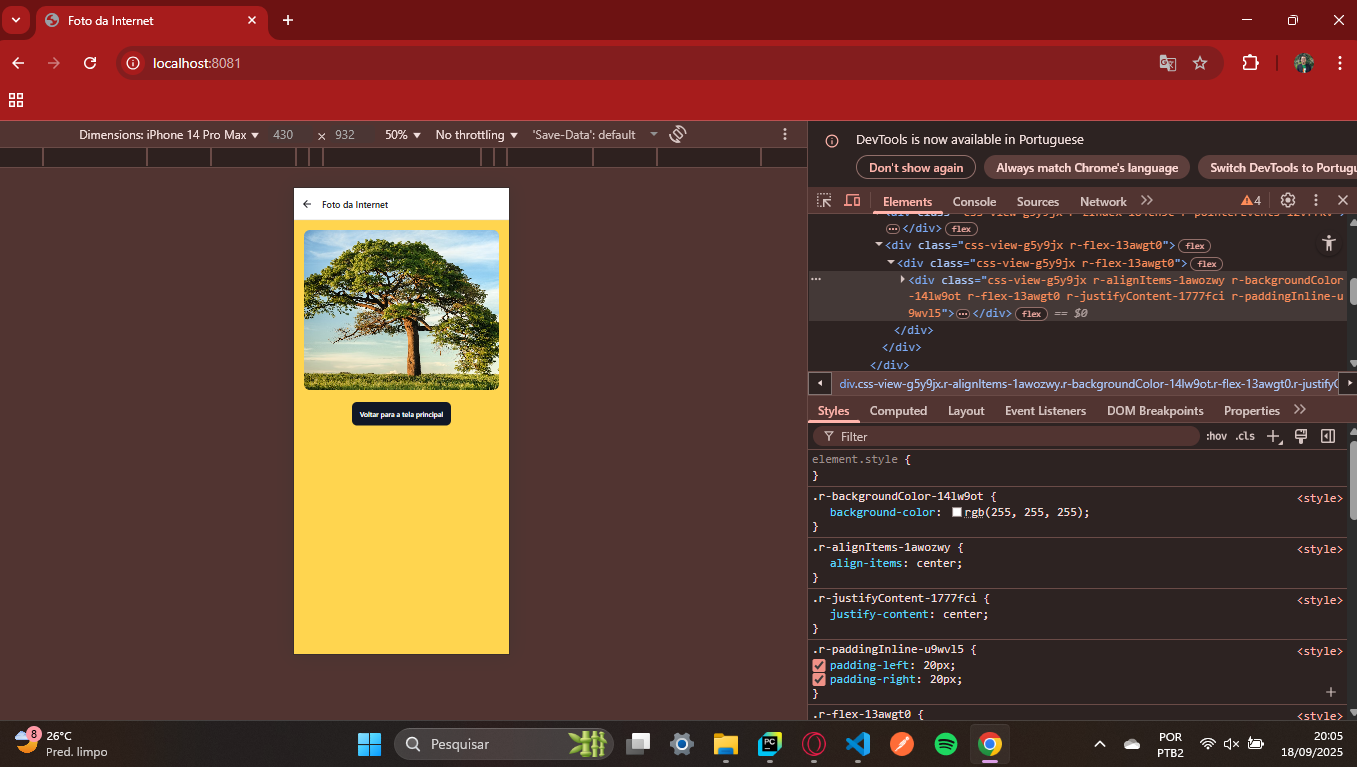 Foto da Internet
localhost:8081
Dimensions: iPhone 14 Pro Max 430 × 932 50% No throttling 'Save-Data': default
DevTools is now available in Portuguese
Don't show again Always match Chrome's language Switch DevTools to Portugu
Elements Console Sources Network 4
</div> flex
<div class="css-view-g5y9jx r-flex-13awgt0"> flex
<div class="css-view-g5y9jx r-flex-13awgt0"> flex
<div class="css-view-g5y9jx r-alignItems-1awozwy r-backgroundColor
-14lw9ot r-flex-13awgt0 r-justifyContent-1777fci r-paddingInline-u
9wvl5"> </div> flex == $0
</div>
</div>
</div>
div.css-view-g5y9jx.r-alignItems-1awozwy.r-backgroundColor-14lw9ot.r-flex-13awgt0.r-justifyC
Styles Computed Layout Event Listeners DOM Breakpoints Properties
Filter :hov .cls
element.style {
}
.r-backgroundColor-14lw9ot { <style>
background-color: rgb(255, 255, 255);
}
.r-alignItems-1awozwy { <style>
align-items: center;
}
.r-justifyContent-1777fci { <style>
justify-content: center;
}
.r-paddingInline-u9wvl5 { <style>
padding-left: 20px;
padding-right: 20px;
}
.r-flex-13awgt0 { <style>
Foto da Internet
Voltar para a tela principal
8
26°C
Pred. limpo
Pesquisar
PC
POR
PTB2
20:05
18/09/2025